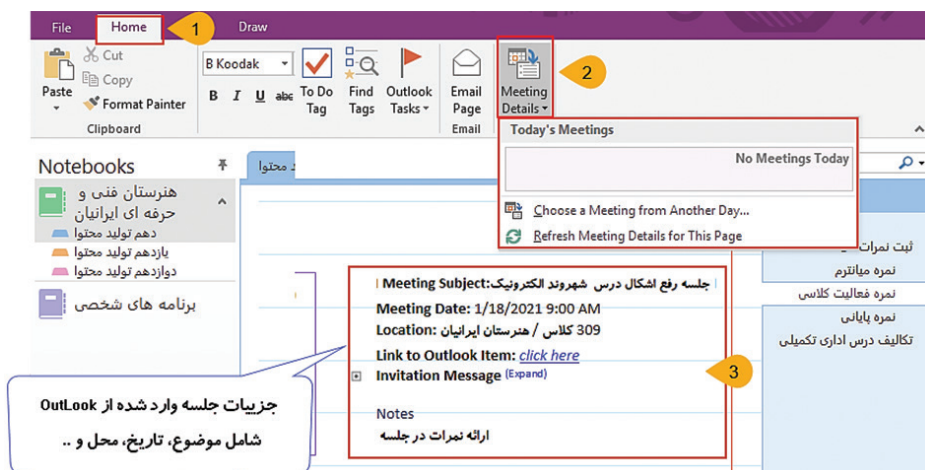 File Home Draw
1
Cut
Copy
Format Painter
Paste
Clipboard
B Koodak
B I U abc
To Do Tag
Find Tags
Outlook Tasks
Email Page
Email
Meeting Details
2
Today's Meetings
No Meetings Today
Choose a Meeting from Another Day...
Refresh Meeting Details for This Page
Notebooks
هنرستان فنی و
حرفه ای ایرانیان
دهم تولید محتوا
یازدهم تولید محتوا
دوازدهم تولید محتوا
برنامه های شخصی
محتوا
Meeting Subject: جلسه رفع اشکال درس شهروند الکترونیک
Meeting Date: 1/18/2021 9:00 AM
Location: 309 کلاس / هنرستان ایرانیان
Link to Outlook Item: click here
Invitation Message (Expand)
3
Notes
ارائه نمرات در جلسه
ثبت نمرات
نمره میانترم
نمره فعالیت کلاسی
نمره پایانی
تکالیف درس اداری تکمیلی
جزییات جلسه وارد شده از OutLook
شامل موضوع، تاریخ، محل و ..